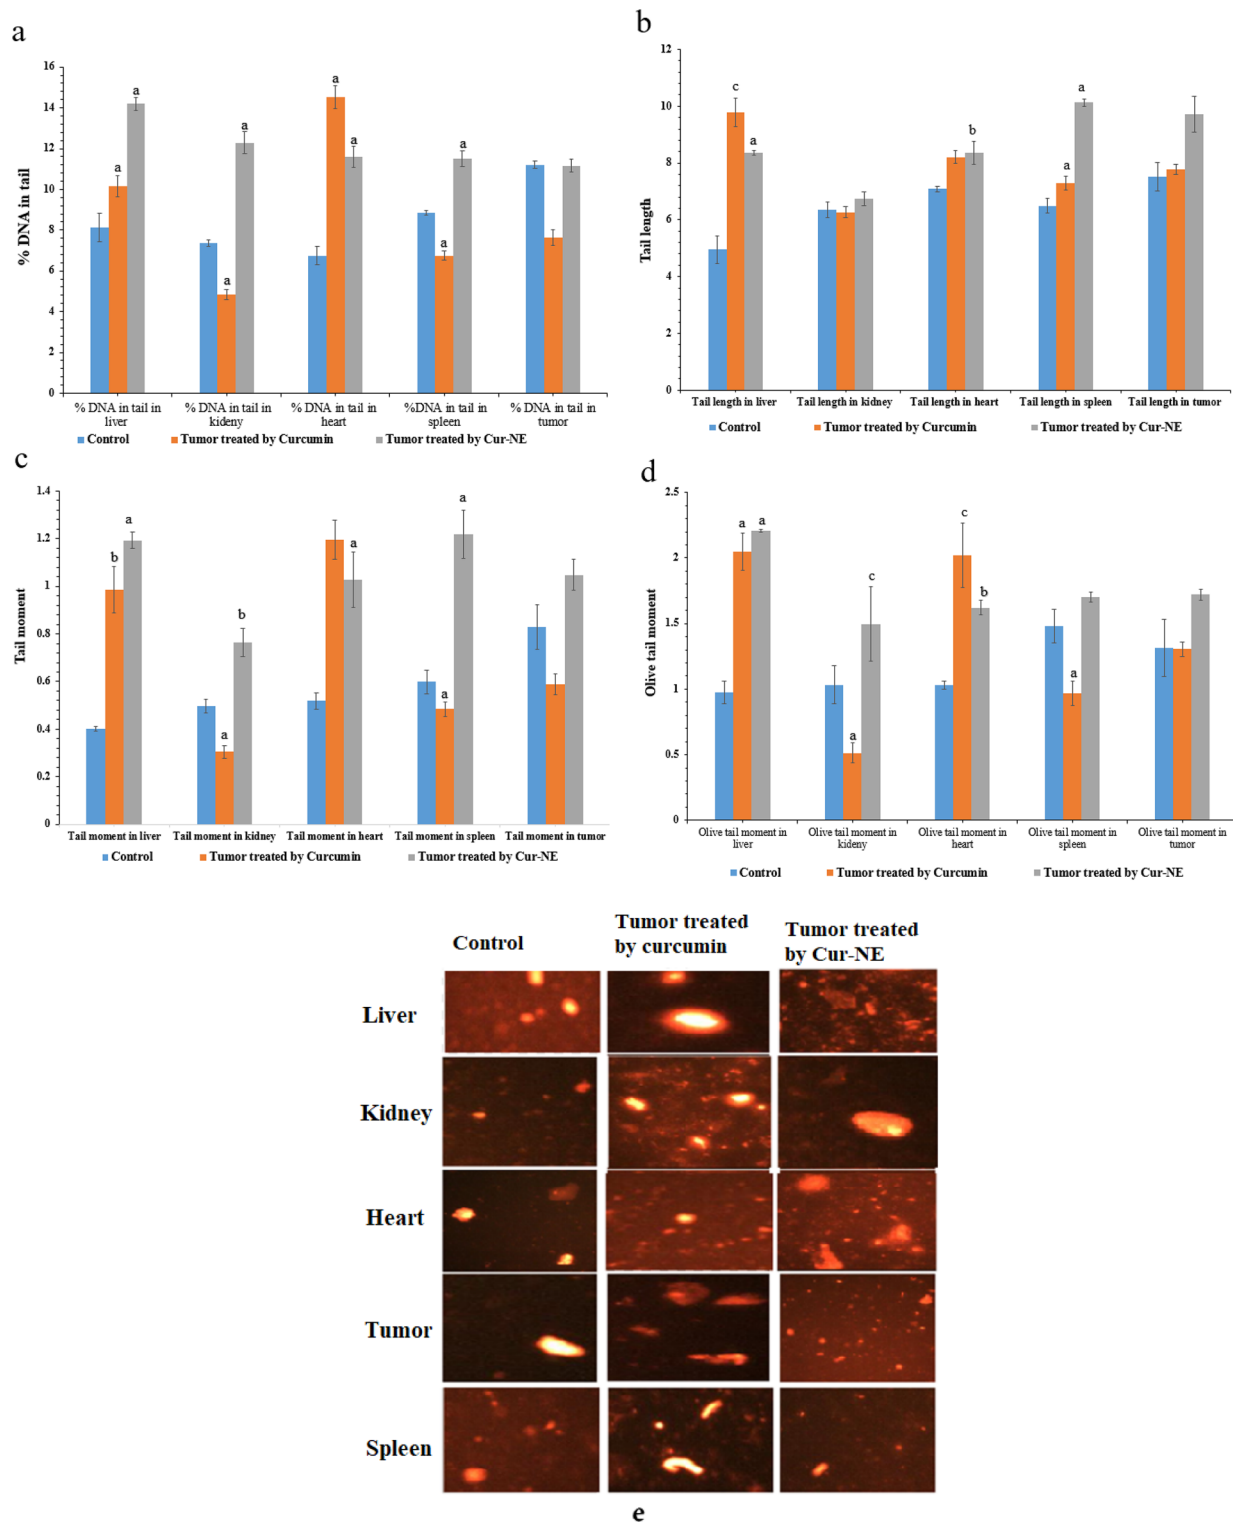 a
% DNA in tail
16
14
12
10
8
6
4
2
0
a
a
a
a
a
a
a
a
% DNA in tail in liver
% DNA in tail in kideny
% DNA in tail in heart
% DNA in tail in spleen
% DNA in tail in tumor
Control
Tumor treated by Curcumin
Tumor treated by Cur-NE
b
Tail length
12
10
8
6
4
2
0
c
a
b
a
a
Tail length in liver
Tail length in kidney
Tail length in heart
Tail length in spleen
Tail length in tumor
Control
Tumor treated by Curcumin
Tumor treated by Cur-NE
c
Tail moment
1.4
1.2
1
0.8
0.6
0.4
0.2
0
b
a
a
b
a
a
a
Tail moment in liver
Tail moment in kidney
Tail moment in heart
Tail moment in spleen
Tail moment in tumor
Control
Tumor treated by Curcumin
Tumor treated by Cur-NE
d
Olive tail moment
2.5
2
1.5
1
0.5
0
a
a
a
c
c
b
a
Olive tail moment in liver
Olive tail moment in kideny
Olive tail moment in heart
Olive tail moment in spleen
Olive tail moment in tumor
Control
Tumor treated by Curcumin
Tumor treated by Cur-NE
Control
Tumor treated
by curcumin
Tumor treated
by Cur-NE
Liver
Kidney
Heart
Tumor
Spleen
e